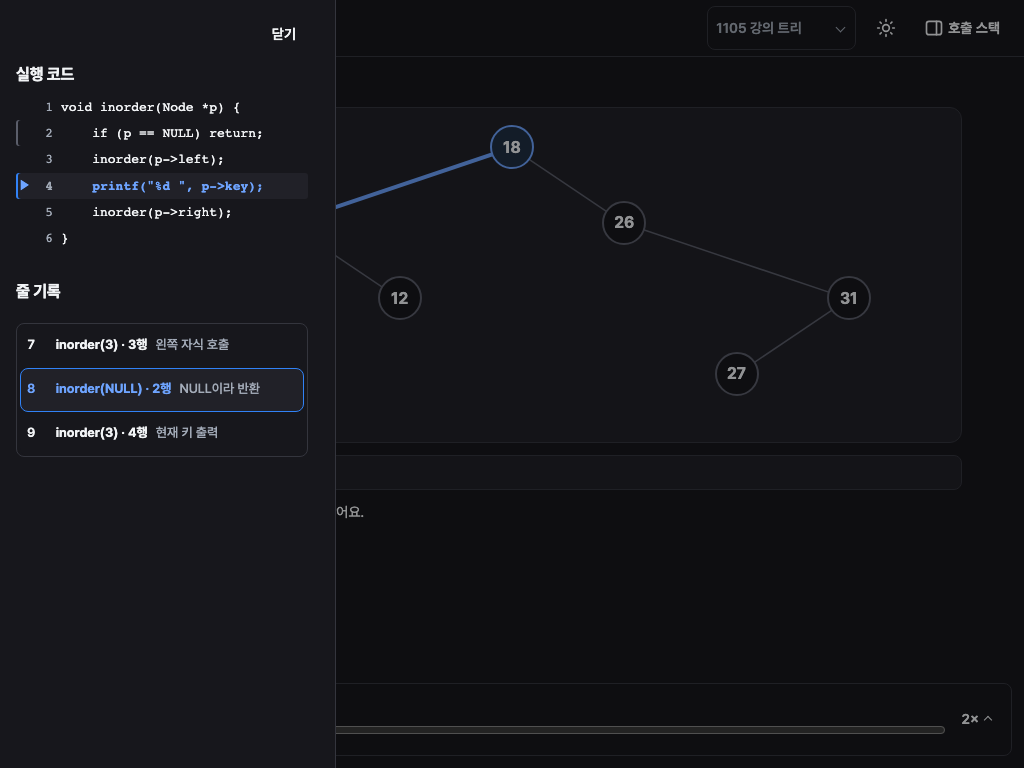 닫기
실행 코드
1 void inorder(Node *p) {
2 if (p == NULL) return;
3 inorder(p->left);
4 printf("%d ", p->key);
5 inorder(p->right);
6 }
줄 기록
7 inorder(3) · 3행 왼쪽 자식 호출
8 inorder(NULL) · 2행 NULL이라 반환
9 inorder(3) · 4행 현재 키 출력
1105 강의 트리
호출 스택
18
26
12
31
27
어요.
2×